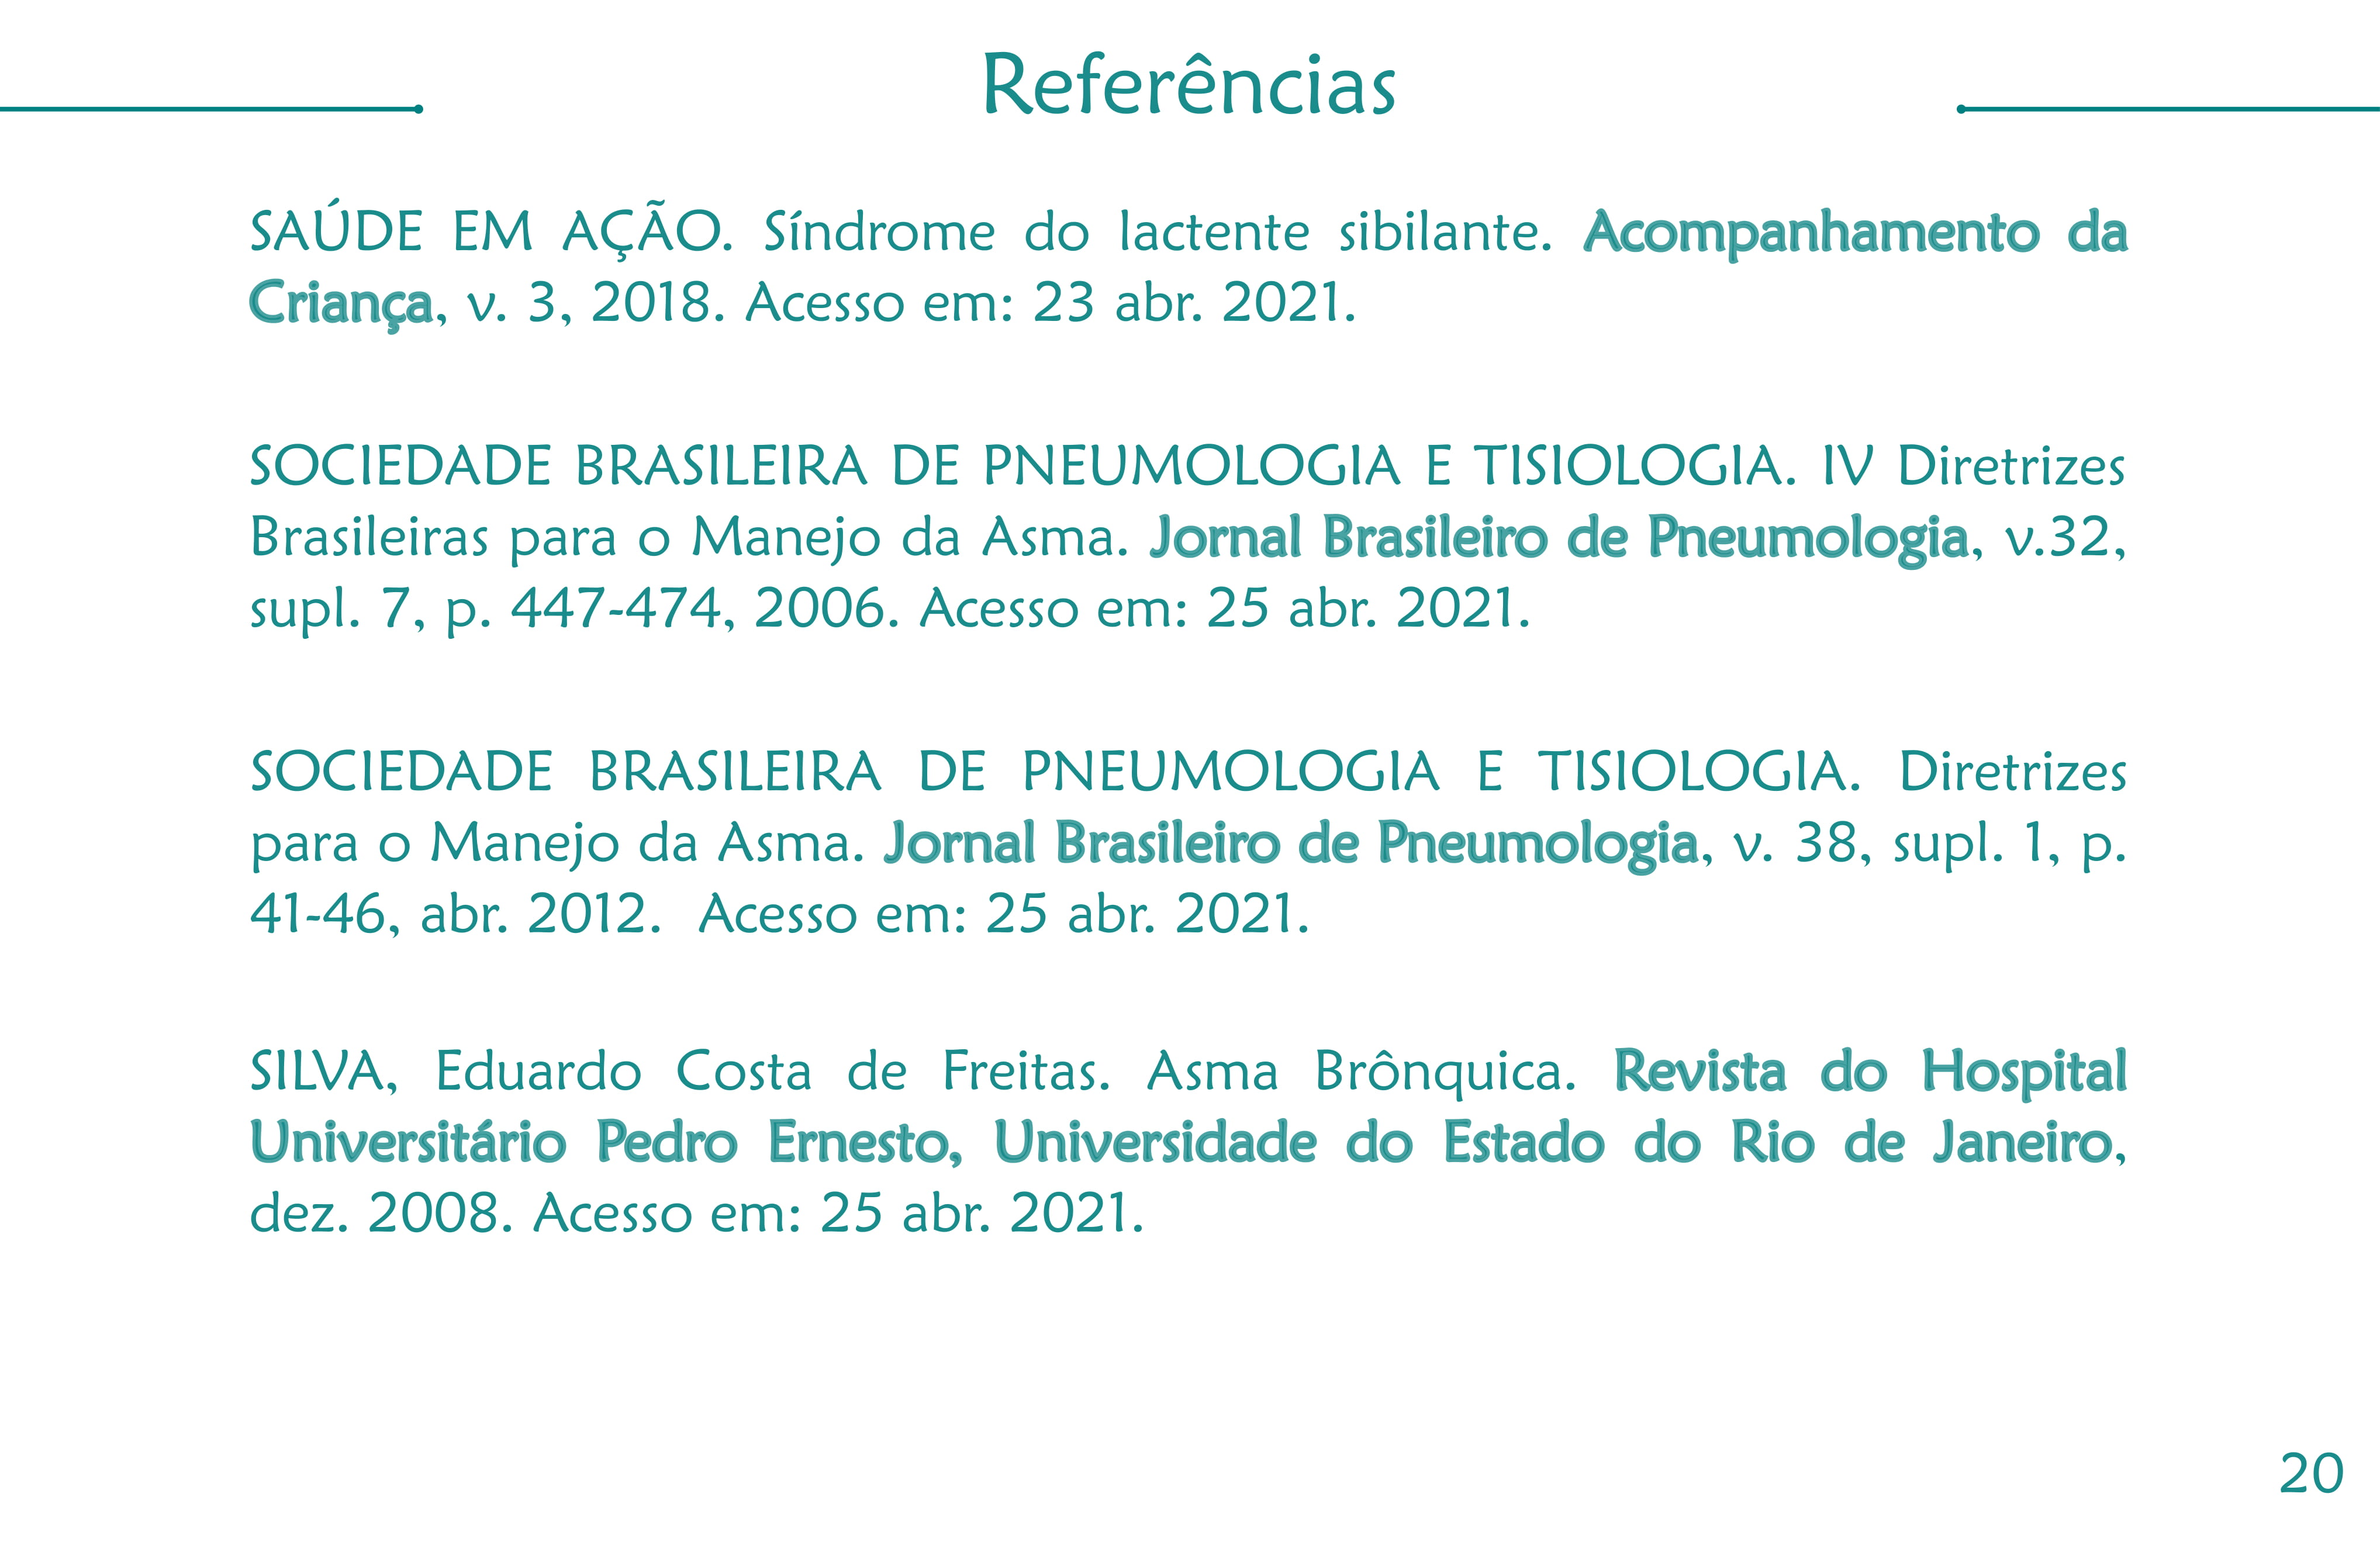 Referências
SAÚDE EM AÇÃO. Síndrome do lactente sibilante. Acompanhamento da
Criança, v. 3, 2018. Acesso em: 23 abr. 2021.
SOCIEDADE BRASILEIRA DE PNEUMOLOGIA E TISIOLOGIA. IV Diretrizes
Brasileiras para o Manejo da Asma. Jornal Brasileiro de Pneumologia, v.32,
supl. 7, p. 447-474, 2006. Acesso em: 25 abr. 2021.
SOCIEDADE BRASILEIRA DE PNEUMOLOGIA E TISIOLOGIA. Diretrizes
para o Manejo da Asma. Jornal Brasileiro de Pneumologia, v. 38, supl. 1, p.
41-46, abr. 2012. Acesso em: 25 abr. 2021.
SILVA, Eduardo Costa de Freitas. Asma Brônquica. Revista do Hospital
Universitário Pedro Ernesto, Universidade do Estado do Rio de Janeiro,
dez. 2008. Acesso em: 25 abr. 2021.
20